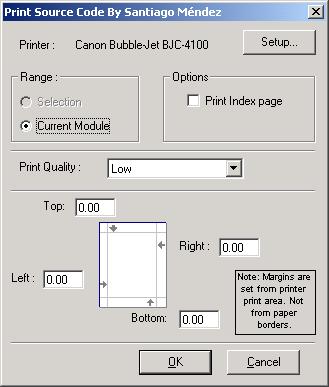 Print Source Code By Santiago Méndez
Printer : Canon Bubble-Jet BJC-4100 Setup...
Range : Options
Selection Print Index page
Current Module
Print Quality : Low
Top: 0.00
Right : 0.00
Left : 0.00
Note: Margins are
set from printer
print area. Not
from paper
borders.
Bottom: 0.00
OK Cancel